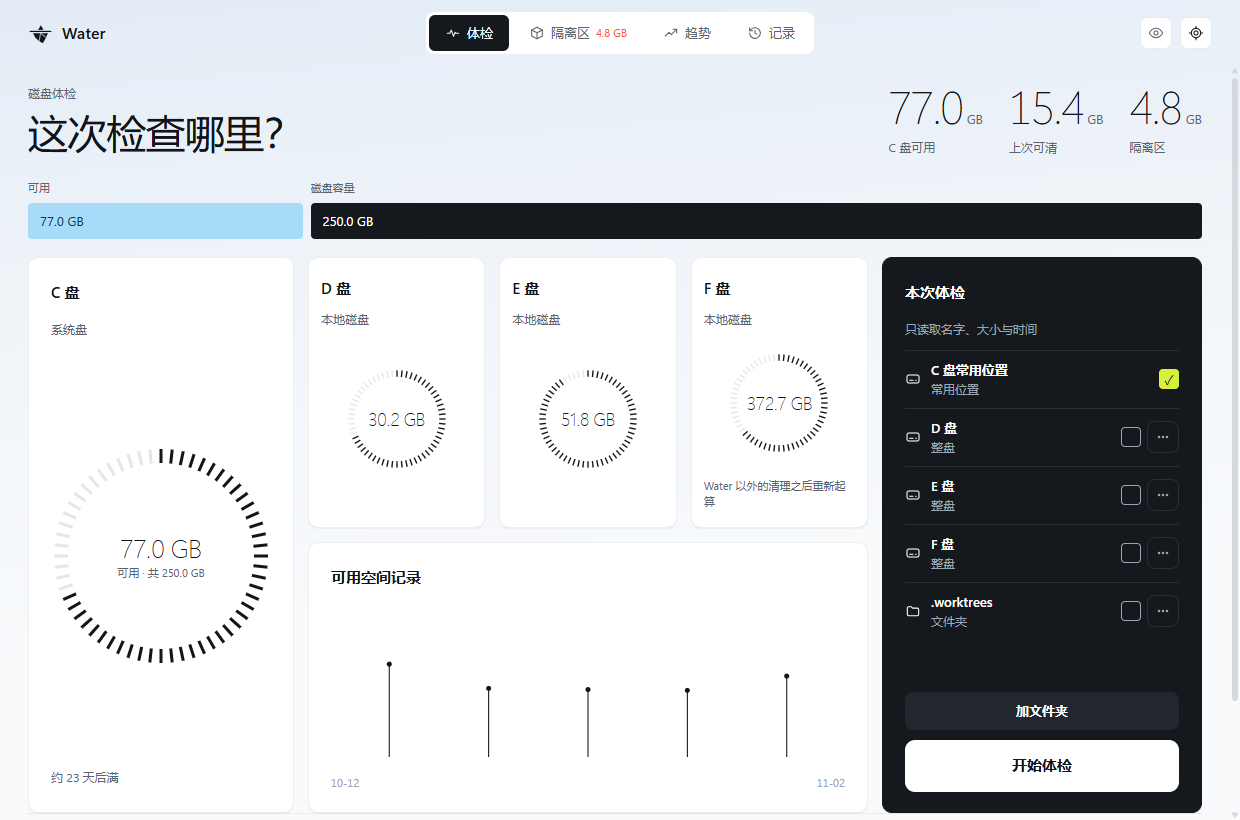 Water
体检
隔离区 4.8 GB
趋势
记录
磁盘体检
这次检查哪里？
77.0 GB
C 盘可用
15.4 GB
上次可清
4.8 GB
隔离区
可用
77.0 GB
磁盘容量
250.0 GB
C 盘
系统盘
77.0 GB
可用 · 共 250.0 GB
约 23 天后满
D 盘
本地磁盘
30.2 GB
E 盘
本地磁盘
51.8 GB
F 盘
本地磁盘
372.7 GB
Water 以外的清理之后重新起
算
可用空间记录
10-12
11-02
本次体检
只读取名字、大小与时间
C 盘常用位置
常用位置
D 盘
整盘
E 盘
整盘
F 盘
整盘
.worktrees
文件夹
加文件夹
开始体检